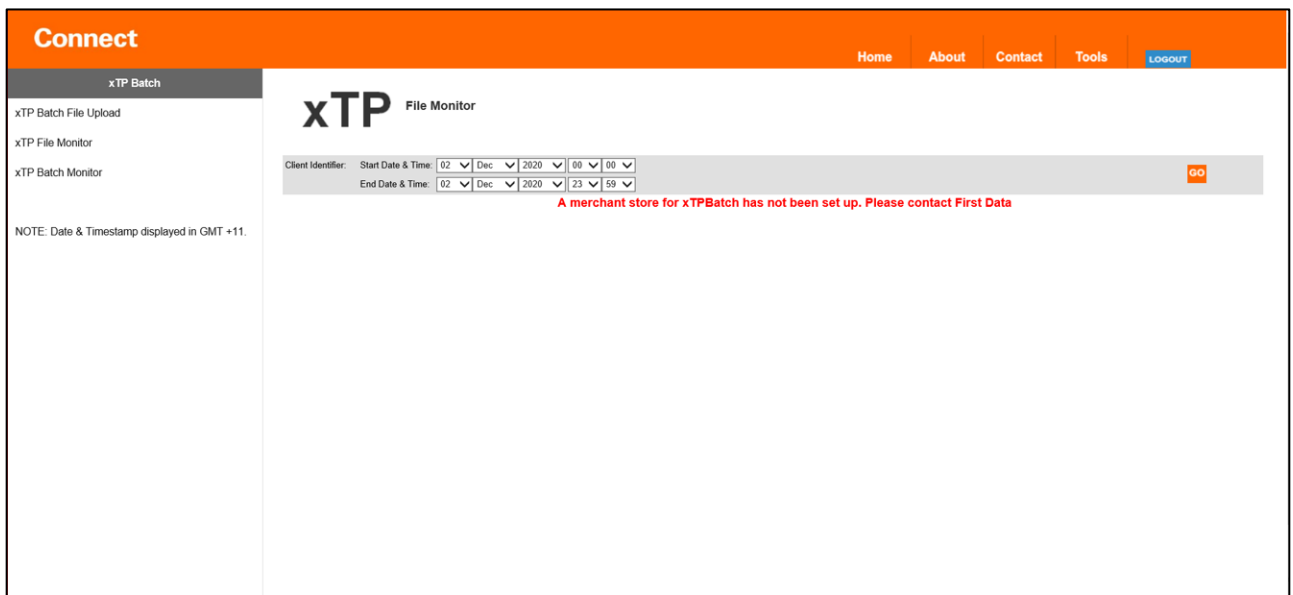 Connect
Home About Contact Tools LOGOUT
xTP Batch
xTP Batch File Upload
xTP File Monitor
xTP Batch Monitor
NOTE: Date & Timestamp displayed in GMT +11.
xTP File Monitor
Client Identifier: Start Date & Time: 02 Dec 2020 00 00
GO
End Date & Time: 02 Dec 2020 23 59
A merchant store for xTPBatch has not been set up. Please contact First Data